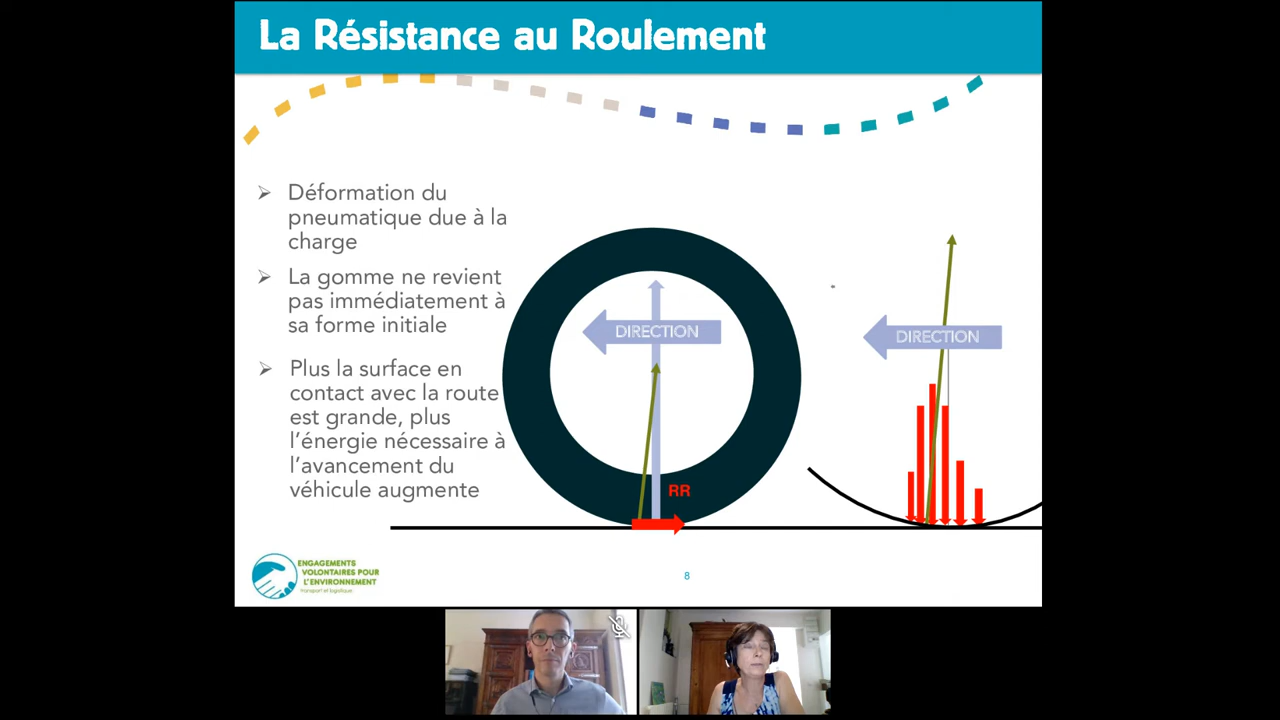 La Résistance au Roulement
Déformation du
pneumatique due à la
charge
La gomme ne revient
pas immédiatement à
sa forme initiale
Plus la surface en
contact avec la route
est grande, plus
l'énergie nécessaire à
l'avancement du
véhicule augmente
DIRECTION
RR
DIRECTION
ENGAGEMENTS
VOLONTAIRES POUR
L'ENVIRONNEMENT
transport et logistique
8